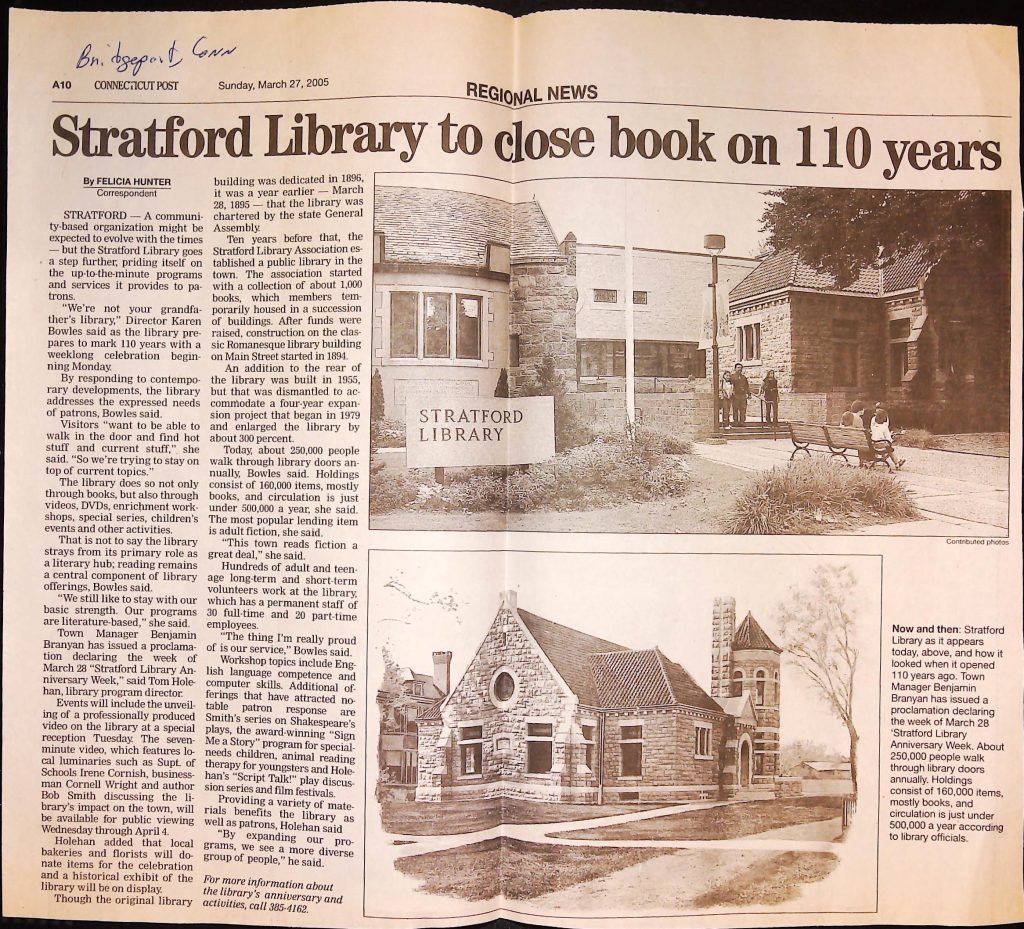 Bridgeport, Conn
A10 CONNECTICUT POST Sunday, March 27, 2005
REGIONAL NEWS
Stratford Library to close book on 110 years
By FELICIA HUNTER
Correspondent
STRATFORD — A communi-
ty-based organization might be
expected to evolve with the times
— but the Stratford Library goes
a step further, priding itself on
the up-to-the-minute programs
and services it provides to pa-
trons.
"We're not your grandfa-
ther's library," Director Karen
Bowles said as the library pre-
pares to mark 110 years with a
weeklong celebration begin-
ning Monday.
By responding to contempo-
rary developments, the library
addresses the expressed needs
of patrons, Bowles said.
Visitors "want to be able to
walk in the door and find hot
stuff and current stuff," she
said. "So we're trying to stay on
top of current topics."
The library does so not only
through books, but also through
videos, DVDs, enrichment work-
shops, special series, children's
events and other activities.
That is not to say the library
strays from its primary role as
a literary hub; reading remains
a central component of library
offerings, Bowles said.
"We still like to stay with our
basic strength. Our programs
are literature-based," she said.
Town Manager Benjamin
Branyan has issued a proclama-
tion declaring the week of
March 28 "Stratford Library An-
niversary Week," said Tom Hole-
han, library program director.
Events will include the unveil-
ing of a professionally produced
video on the library at a special
reception Tuesday. The seven-
minute video, which features lo-
cal luminaries such as Supt. of
Schools Irene Cornish, business-
man Cornell Wright and author
Bob Smith discussing the li-
brary's impact on the town, will
be available for public viewing
Wednesday through April 4.
Holehan added that local
bakeries and florists will do-
nate items for the celebration
and a historical exhibit of the
library will be on display.
Though the original library
building was dedicated in 1896,
it was a year earlier — March
28, 1895 — that the library was
chartered by the state General
Assembly.
Ten years before that, the
Stratford Library Association es-
tablished a public library in the
town. The association started
with a collection of about 1,000
books, which members tem-
porarily housed in a succession
of buildings. After funds were
raised, construction on the clas-
sic Romanesque library building
on Main Street started in 1894.
An addition to the rear of
the library was built in 1955,
but that was dismantled to ac-
commodate a four-year expan-
sion project that began in 1979
and enlarged the library by
about 300 percent.
Today, about 250,000 people
walk through library doors an-
nually, Bowles said. Holdings
consist of 160,000 items, mostly
books, and circulation is just
under 500,000 a year, she said.
The most popular lending item
is adult fiction, she said.
"This town reads fiction a
great deal," she said.
Hundreds of adult and teen-
age long-term and short-term
volunteers work at the library,
which has a permanent staff of
30 full-time and 20 part-time
employees.
"The thing I'm really proud
of is our service," Bowles said.
Workshop topics include Eng-
lish language competence and
computer skills. Additional of-
ferings that have attracted no-
table patron response are
Smith's series on Shakespeare's
plays, the award-winning "Sign
Me a Story" program for special-
needs children, animal reading
therapy for youngsters and Hole-
han's "Script Talk!" play discus-
sion series and film festivals.
Providing a variety of mate-
rials benefits the library as
well as patrons, Holehan said
"By expanding our pro-
grams, we see a more diverse
group of people," he said.
For more information about
the library's anniversary and
activities, call 385-4162.
STRATFORD
LIBRARY
Contributed photos
Now and then: Stratford
Library as it appears
today, above, and how it
looked when it opened
110 years ago. Town
Manager Benjamin
Branyan has issued a
proclamation declaring
the week of March 28
'Stratford Library
Anniversary Week. About
250,000 people walk
through library doors
annually. Holdings
consist of 160,000 items,
mostly books, and
circulation is just under
500,000 a year according
to library officials.